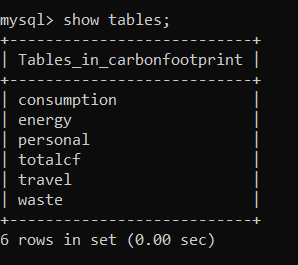 mysql> show tables;
+---------------------------+
| Tables_in_carbonfootprint |
+---------------------------+
| consumption               |
| energy                    |
| personal                  |
| totalcf                   |
| travel                    |
| waste                     |
+---------------------------+
6 rows in set (0.00 sec)